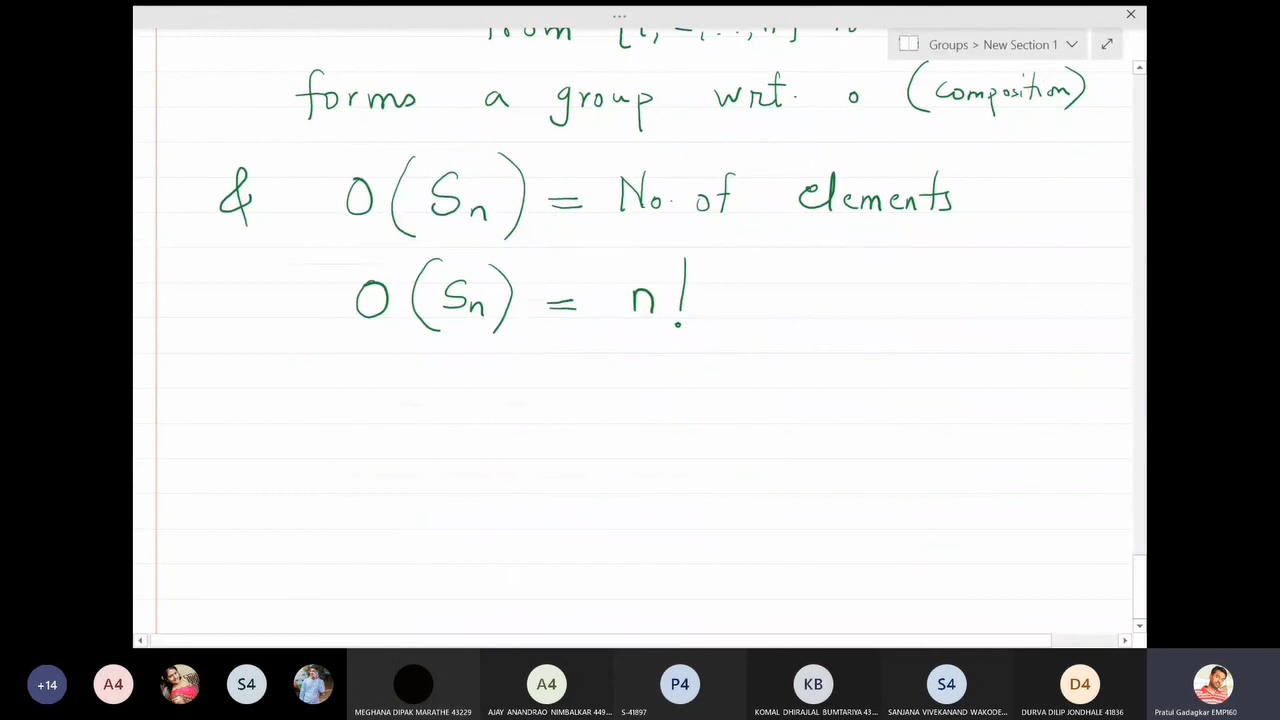 Groups > New Section 1
forms a group wrt. o (composition)
& O(Sn) = No. of elements
O(Sn) = n!
+14
A4
S4
A4
P4
KB
S4
D4
MEGHANA DIPAK MARATHE 43229
AJAY ANANDRAO NIMBALKAR 449...
S-41897
KOMAL DHIRAJLAL BUMTARIYA 43...
SANJANA VIVEKANAND WAKODE...
DURVA DILIP JONDHALE 41836
Pratul Gadagkar EMP160